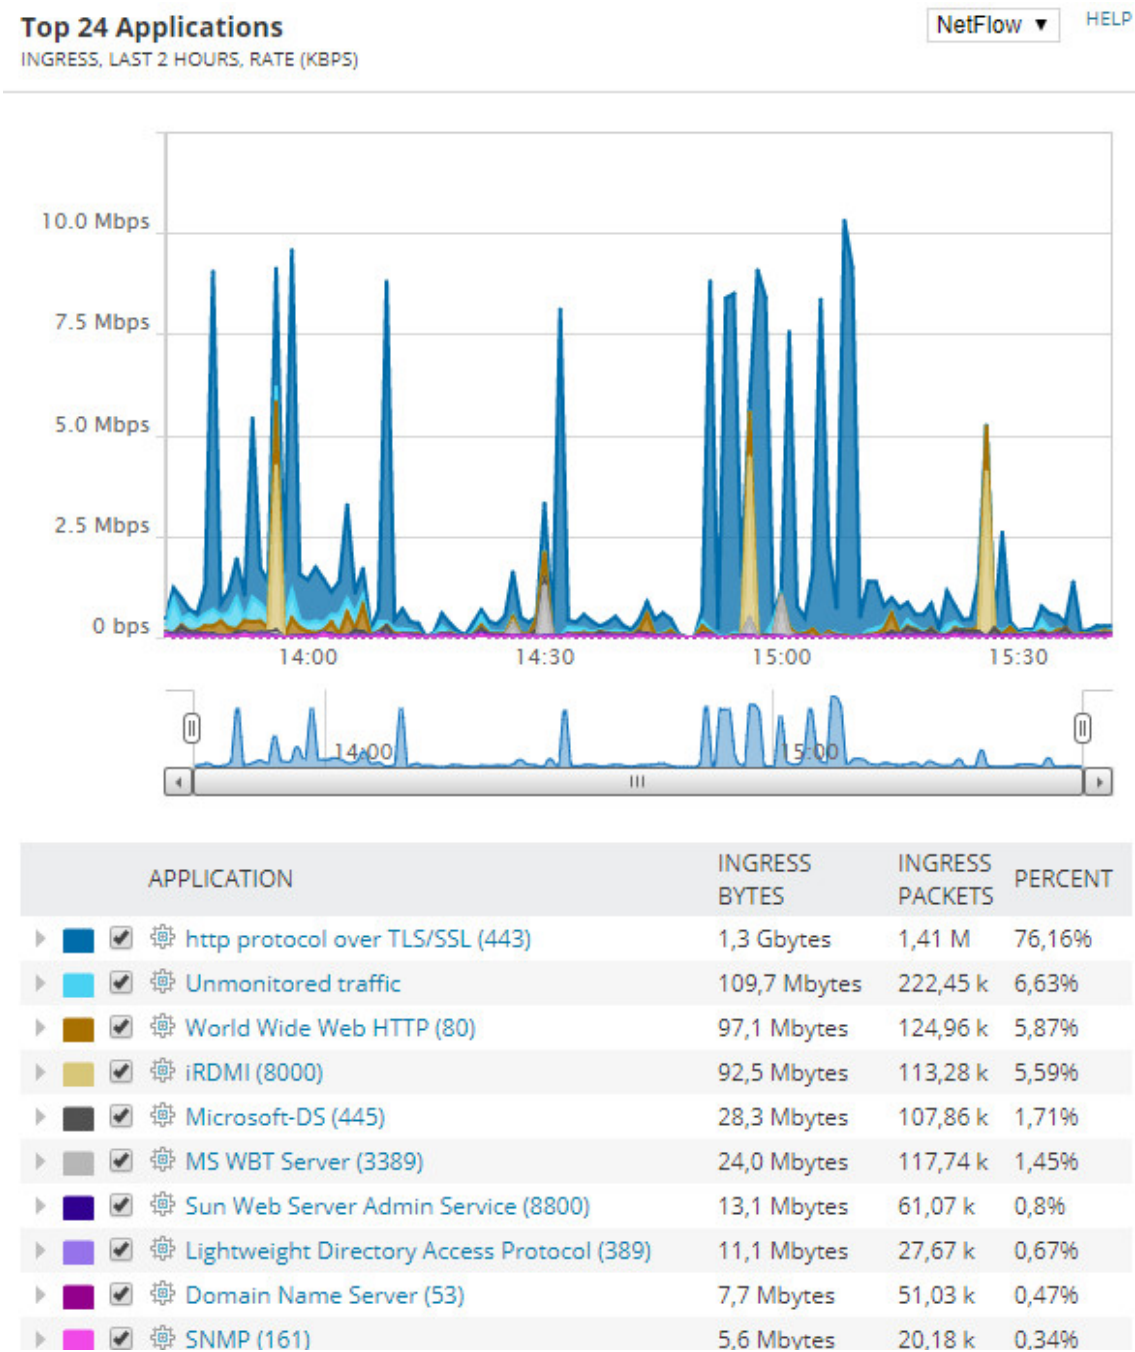 Top 24 Applications
NetFlow ▼
HELP
INGRESS, LAST 2 HOURS, RATE (KBPS)
10.0 Mbps
7.5 Mbps
5.0 Mbps
2.5 Mbps
0 bps
14:00 14:30 15:00 15:30
14:00 15:00
APPLICATION INGRESS BYTES INGRESS PACKETS PERCENT
http protocol over TLS/SSL (443) 1,3 Gbytes 1,41 M 76,16%
Unmonitored traffic 109,7 Mbytes 222,45 k 6,63%
World Wide Web HTTP (80) 97,1 Mbytes 124,96 k 5,87%
iRDMI (8000) 92,5 Mbytes 113,28 k 5,59%
Microsoft-DS (445) 28,3 Mbytes 107,86 k 1,71%
MS WBT Server (3389) 24,0 Mbytes 117,74 k 1,45%
Sun Web Server Admin Service (8800) 13,1 Mbytes 61,07 k 0,8%
Lightweight Directory Access Protocol (389) 11,1 Mbytes 27,67 k 0,67%
Domain Name Server (53) 7,7 Mbytes 51,03 k 0,47%
SNMP (161) 5,6 Mbytes 20,18 k 0,34%